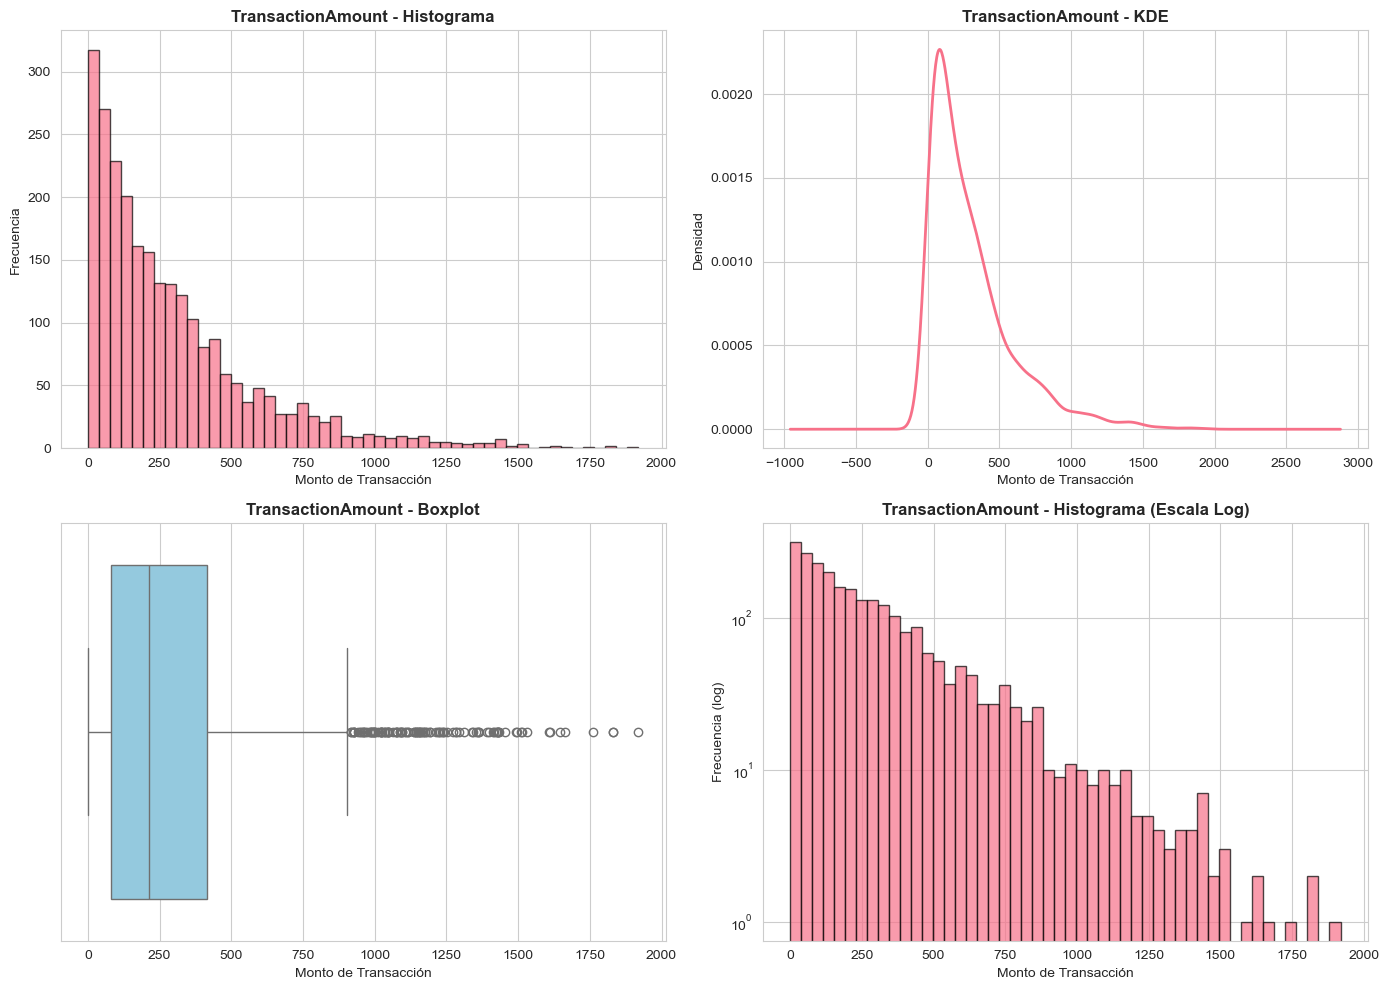 TransactionAmount - Histograma
Frecuencia
300
250
200
150
100
50
0
0 250 500 750 1000 1250 1500 1750 2000
Monto de Transacción
TransactionAmount - KDE
Densidad
0.0020
0.0015
0.0010
0.0005
0.0000
−1000 −500 0 500 1000 1500 2000 2500 3000
Monto de Transacción
TransactionAmount - Boxplot
0 250 500 750 1000 1250 1500 1750 2000
Monto de Transacción
TransactionAmount - Histograma (Escala Log)
Frecuencia (log)
10²
10¹
10⁰
0 250 500 750 1000 1250 1500 1750 2000
Monto de Transacción